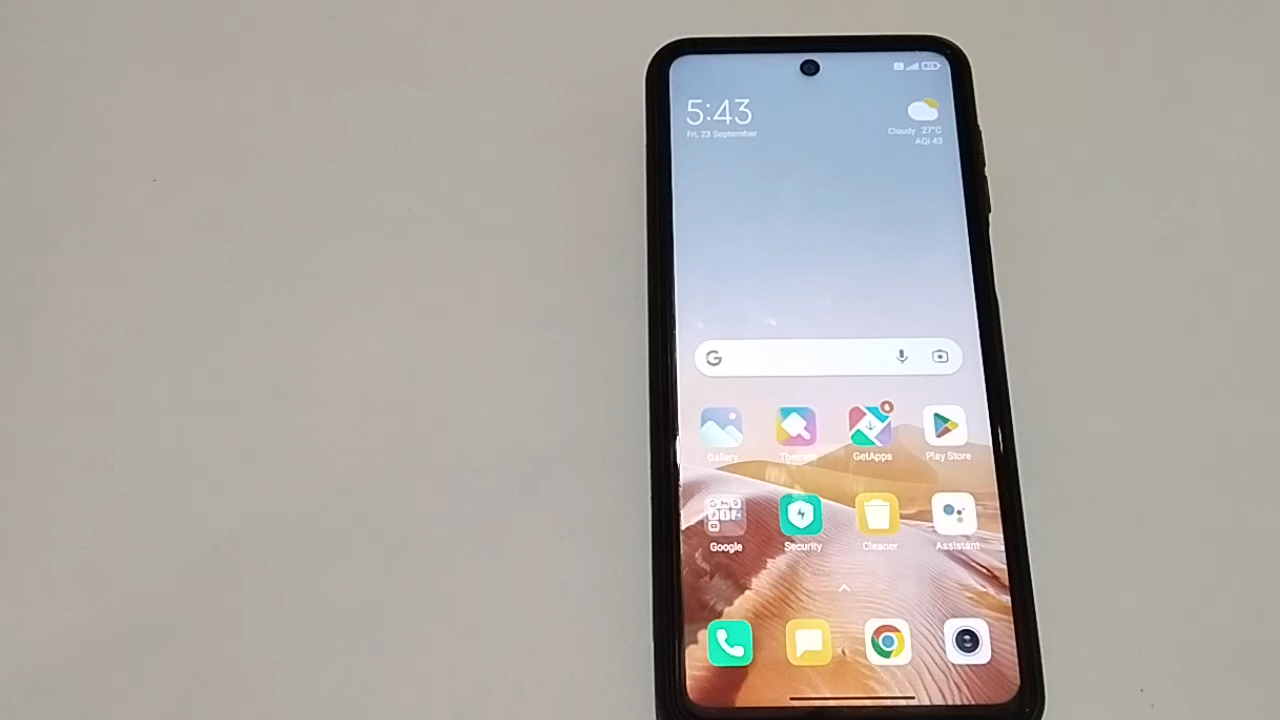 5:43
Fri, 23 September
Cloudy 27°C
AQI 43
Gallery
Themes
GetApps
Play Store
Google
Security
Cleaner
Assistant